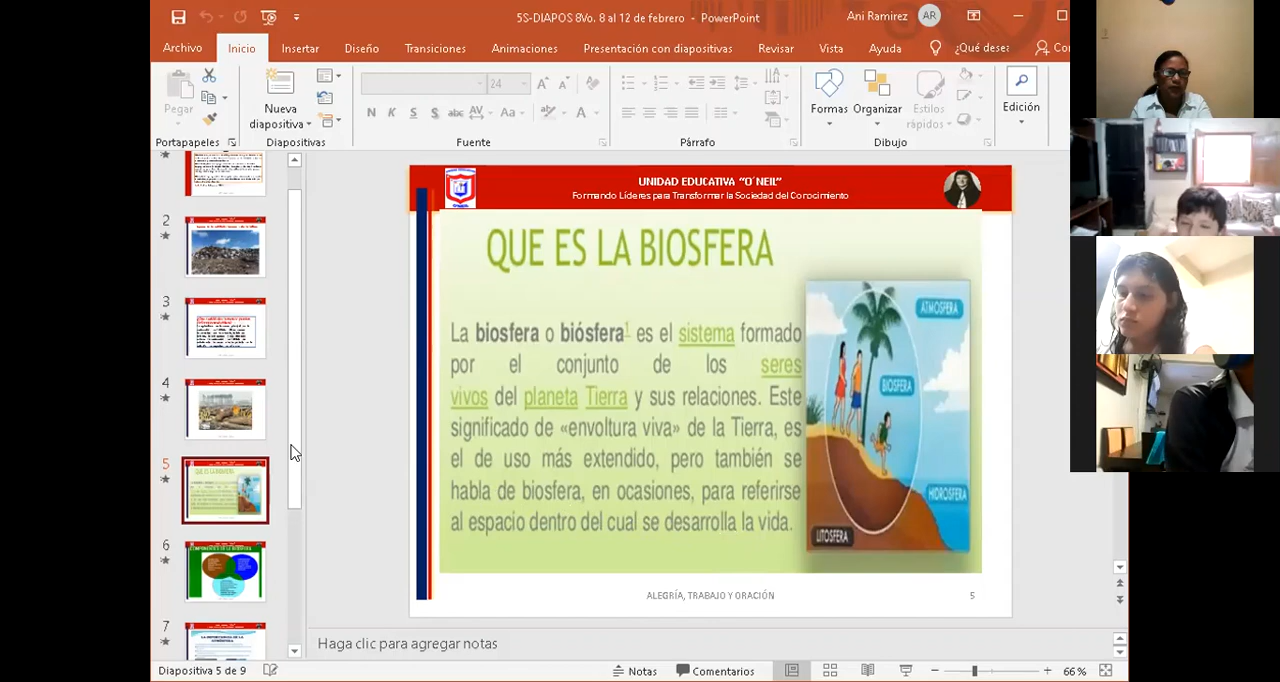 5S-DIAPOS 8Vo. 8 al 12 de febrero - PowerPoint
Ani Ramirez
AR
Archivo Inicio Insertar Diseño Transiciones Animaciones Presentación con diapositivas Revisar Vista Ayuda ¿Qué desea Co
24
Pegar
Nueva
diapositiva
Formas Organizar Estilos
rápidos
Edición
N K S S abc AV Aa A
Portapapeles Diapositivas Fuente Párrafo Dibujo
2
3
4
5
6
7
UNIDAD EDUCATIVA "O´NEIL"
Formando Líderes para Transformar la Sociedad del Conocimiento
QUE ES LA BIOSFERA
La biosfera o biósfera1 es el sistema formado
por el conjunto de los seres
vivos del planeta Tierra y sus relaciones. Este
significado de «envoltura viva» de la Tierra, es
el de uso más extendido, pero también se
habla de biosfera, en ocasiones, para referirse
al espacio dentro del cual se desarrolla la vida.
ATMOSFERA
BIOSFERA
HIDROSFERA
LITOSFERA
ALEGRÍA, TRABAJO Y ORACIÓN
5
Haga clic para agregar notas
Diapositiva 5 de 9
Notas
Comentarios
66 %